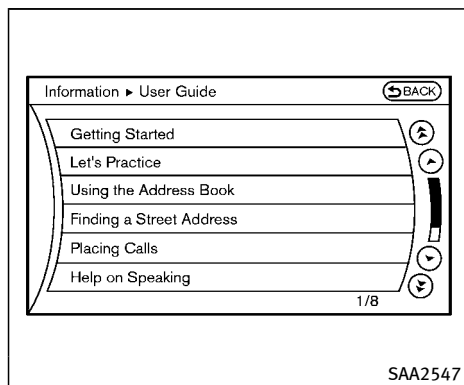 Information ▸ User Guide
BACK
Getting Started
Let's Practice
Using the Address Book
Finding a Street Address
Placing Calls
Help on Speaking
1/8
SAA2547